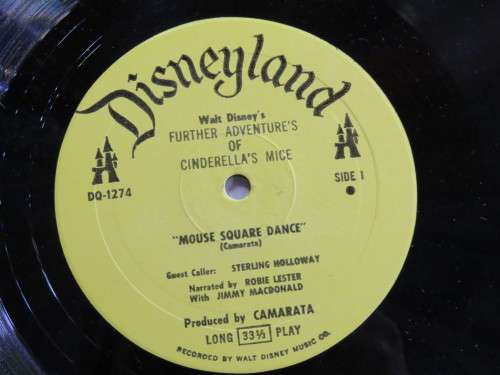 Disneyland
Walt Disney's
FURTHER ADVENTURE'S
OF
CINDERELLA'S MICE
DQ-1274
SIDE 1
"MOUSE SQUARE DANCE"
(Camarata)
Guest Caller: STERLING HOLLOWAY
Narrated by ROBIE LESTER
With JIMMY MACDONALD
Produced by CAMARATA
LONG 33⅓ PLAY
RECORDED BY WALT DISNEY MUSIC CO.